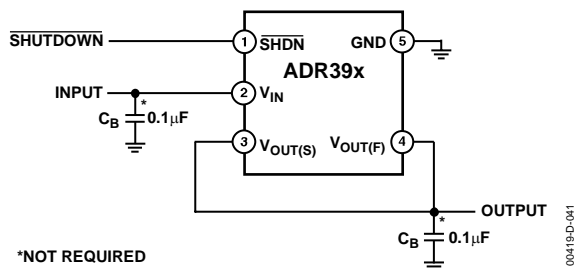 SHUTDOWN
1
SHDN
GND
5
ADR39x
INPUT
2
VIN
*
CB
0.1µF
3
VOUT(S)
VOUT(F)
4
OUTPUT
*
CB
0.1µF
*NOT REQUIRED
00419-D-041